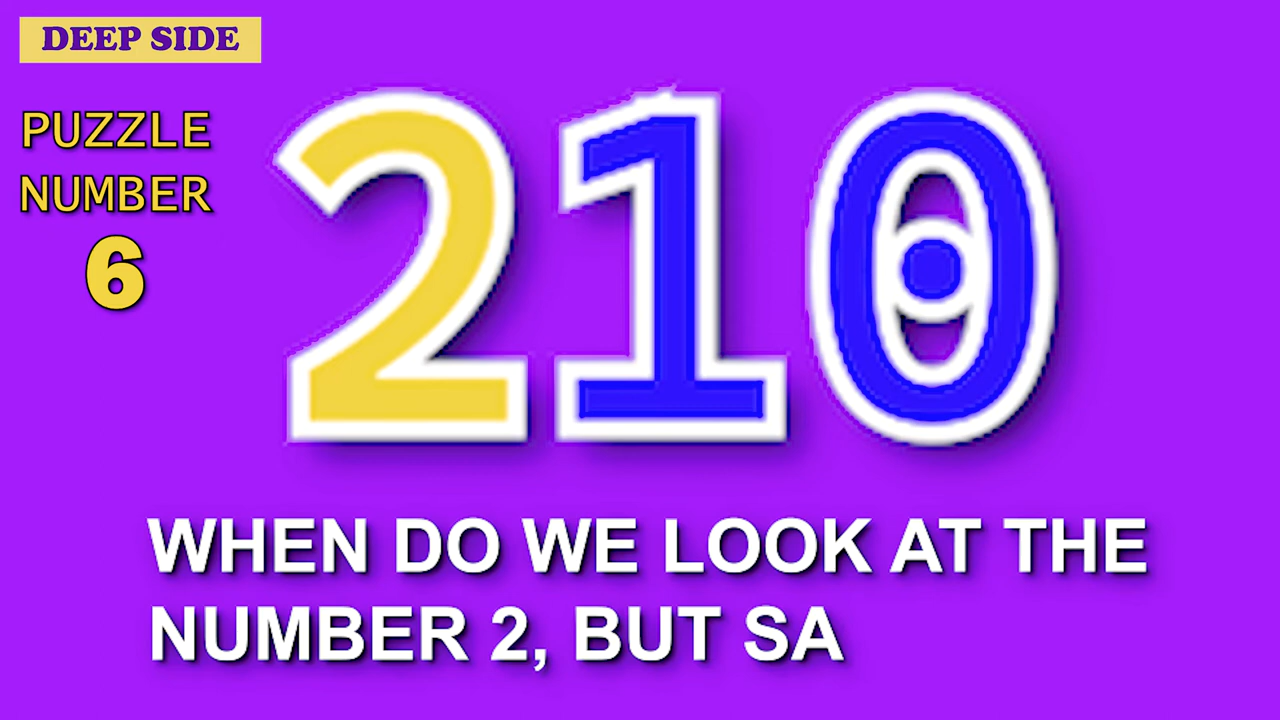 DEEP SIDE
PUZZLE
NUMBER
6
210
WHEN DO WE LOOK AT THE
NUMBER 2, BUT SA